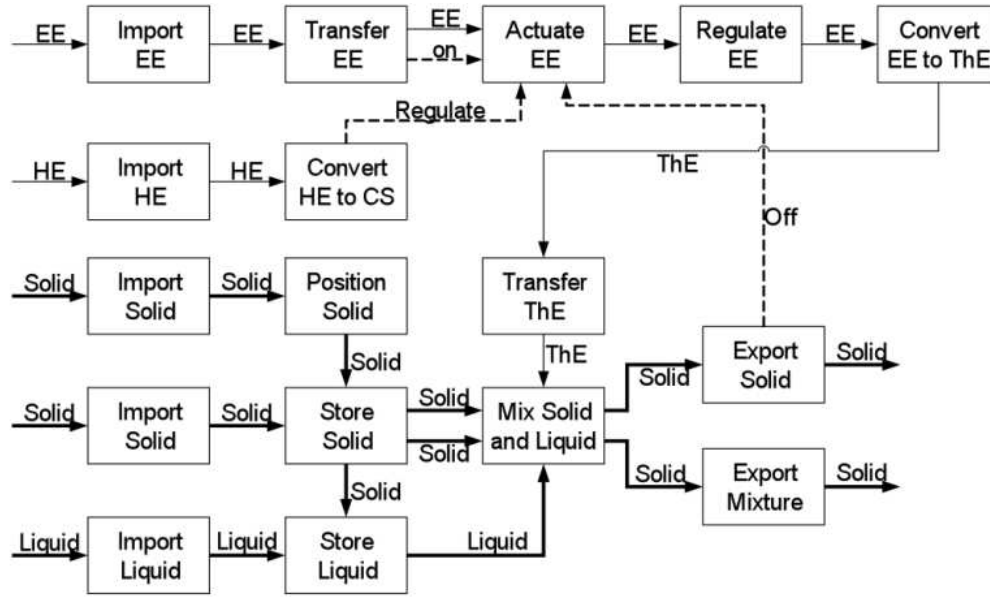 EE
Import
EE
EE
Transfer
EE
EE
on
Actuate
EE
EE
Regulate
EE
EE
Convert
EE to ThE
Regulate
HE
Import
HE
HE
Convert
HE to CS
ThE
Off
Solid
Import
Solid
Solid
Position
Solid
Transfer
ThE
Solid
ThE
Solid
Import
Solid
Solid
Store
Solid
Solid
Solid
Mix Solid
and Liquid
Solid
Export
Solid
Solid
Solid
Export
Mixture
Solid
Solid
Liquid
Import
Liquid
Liquid
Store
Liquid
Liquid